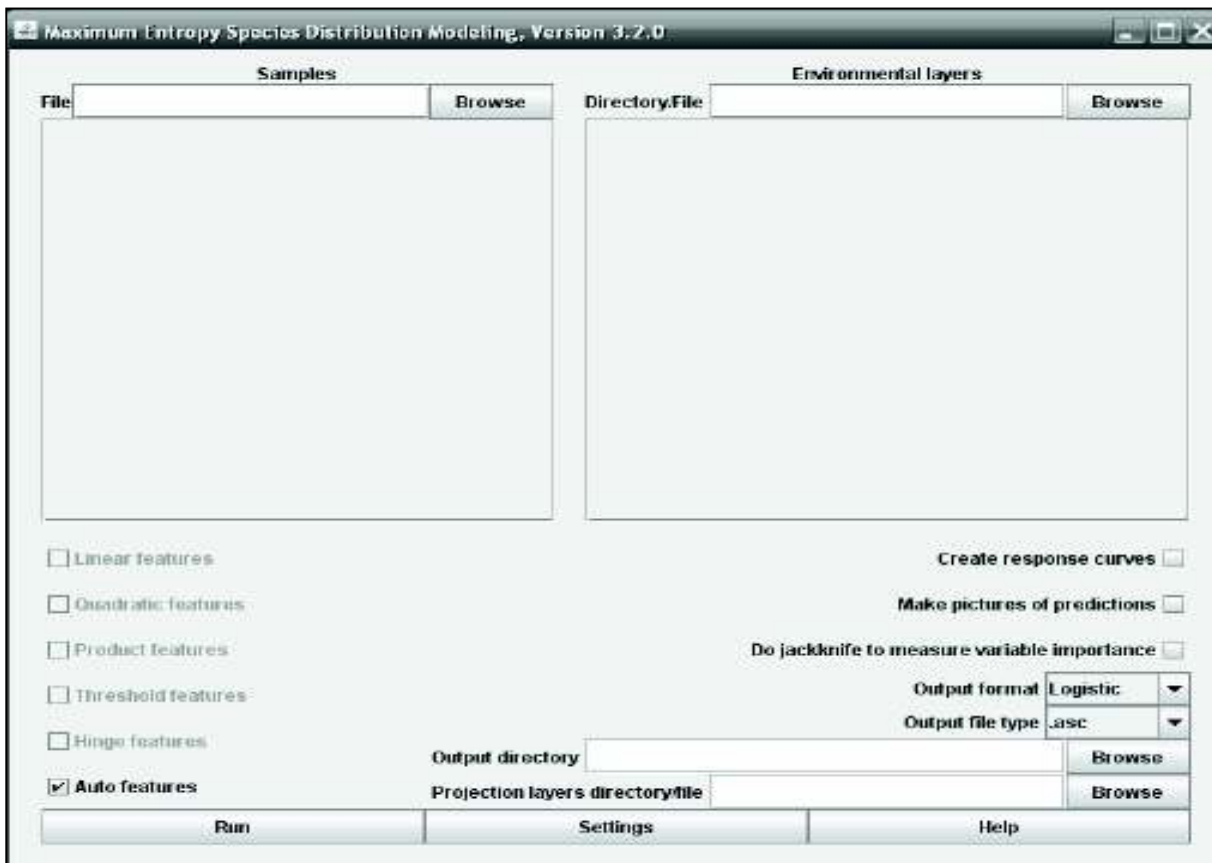 Maximum Entropy Species Distribution Modeling, Version 3.2.0
Samples
Environmental layers
File
Browse
Directory/File
Browse
Linear features
Create response curves
Quadratic features
Make pictures of predictions
Product features
Do jackknife to measure variable importance
Threshold features
Output format Logistic
Output file type .asc
Hinge features
Output directory
Browse
Auto features
Projection layers directory/file
Browse
Run
Settings
Help